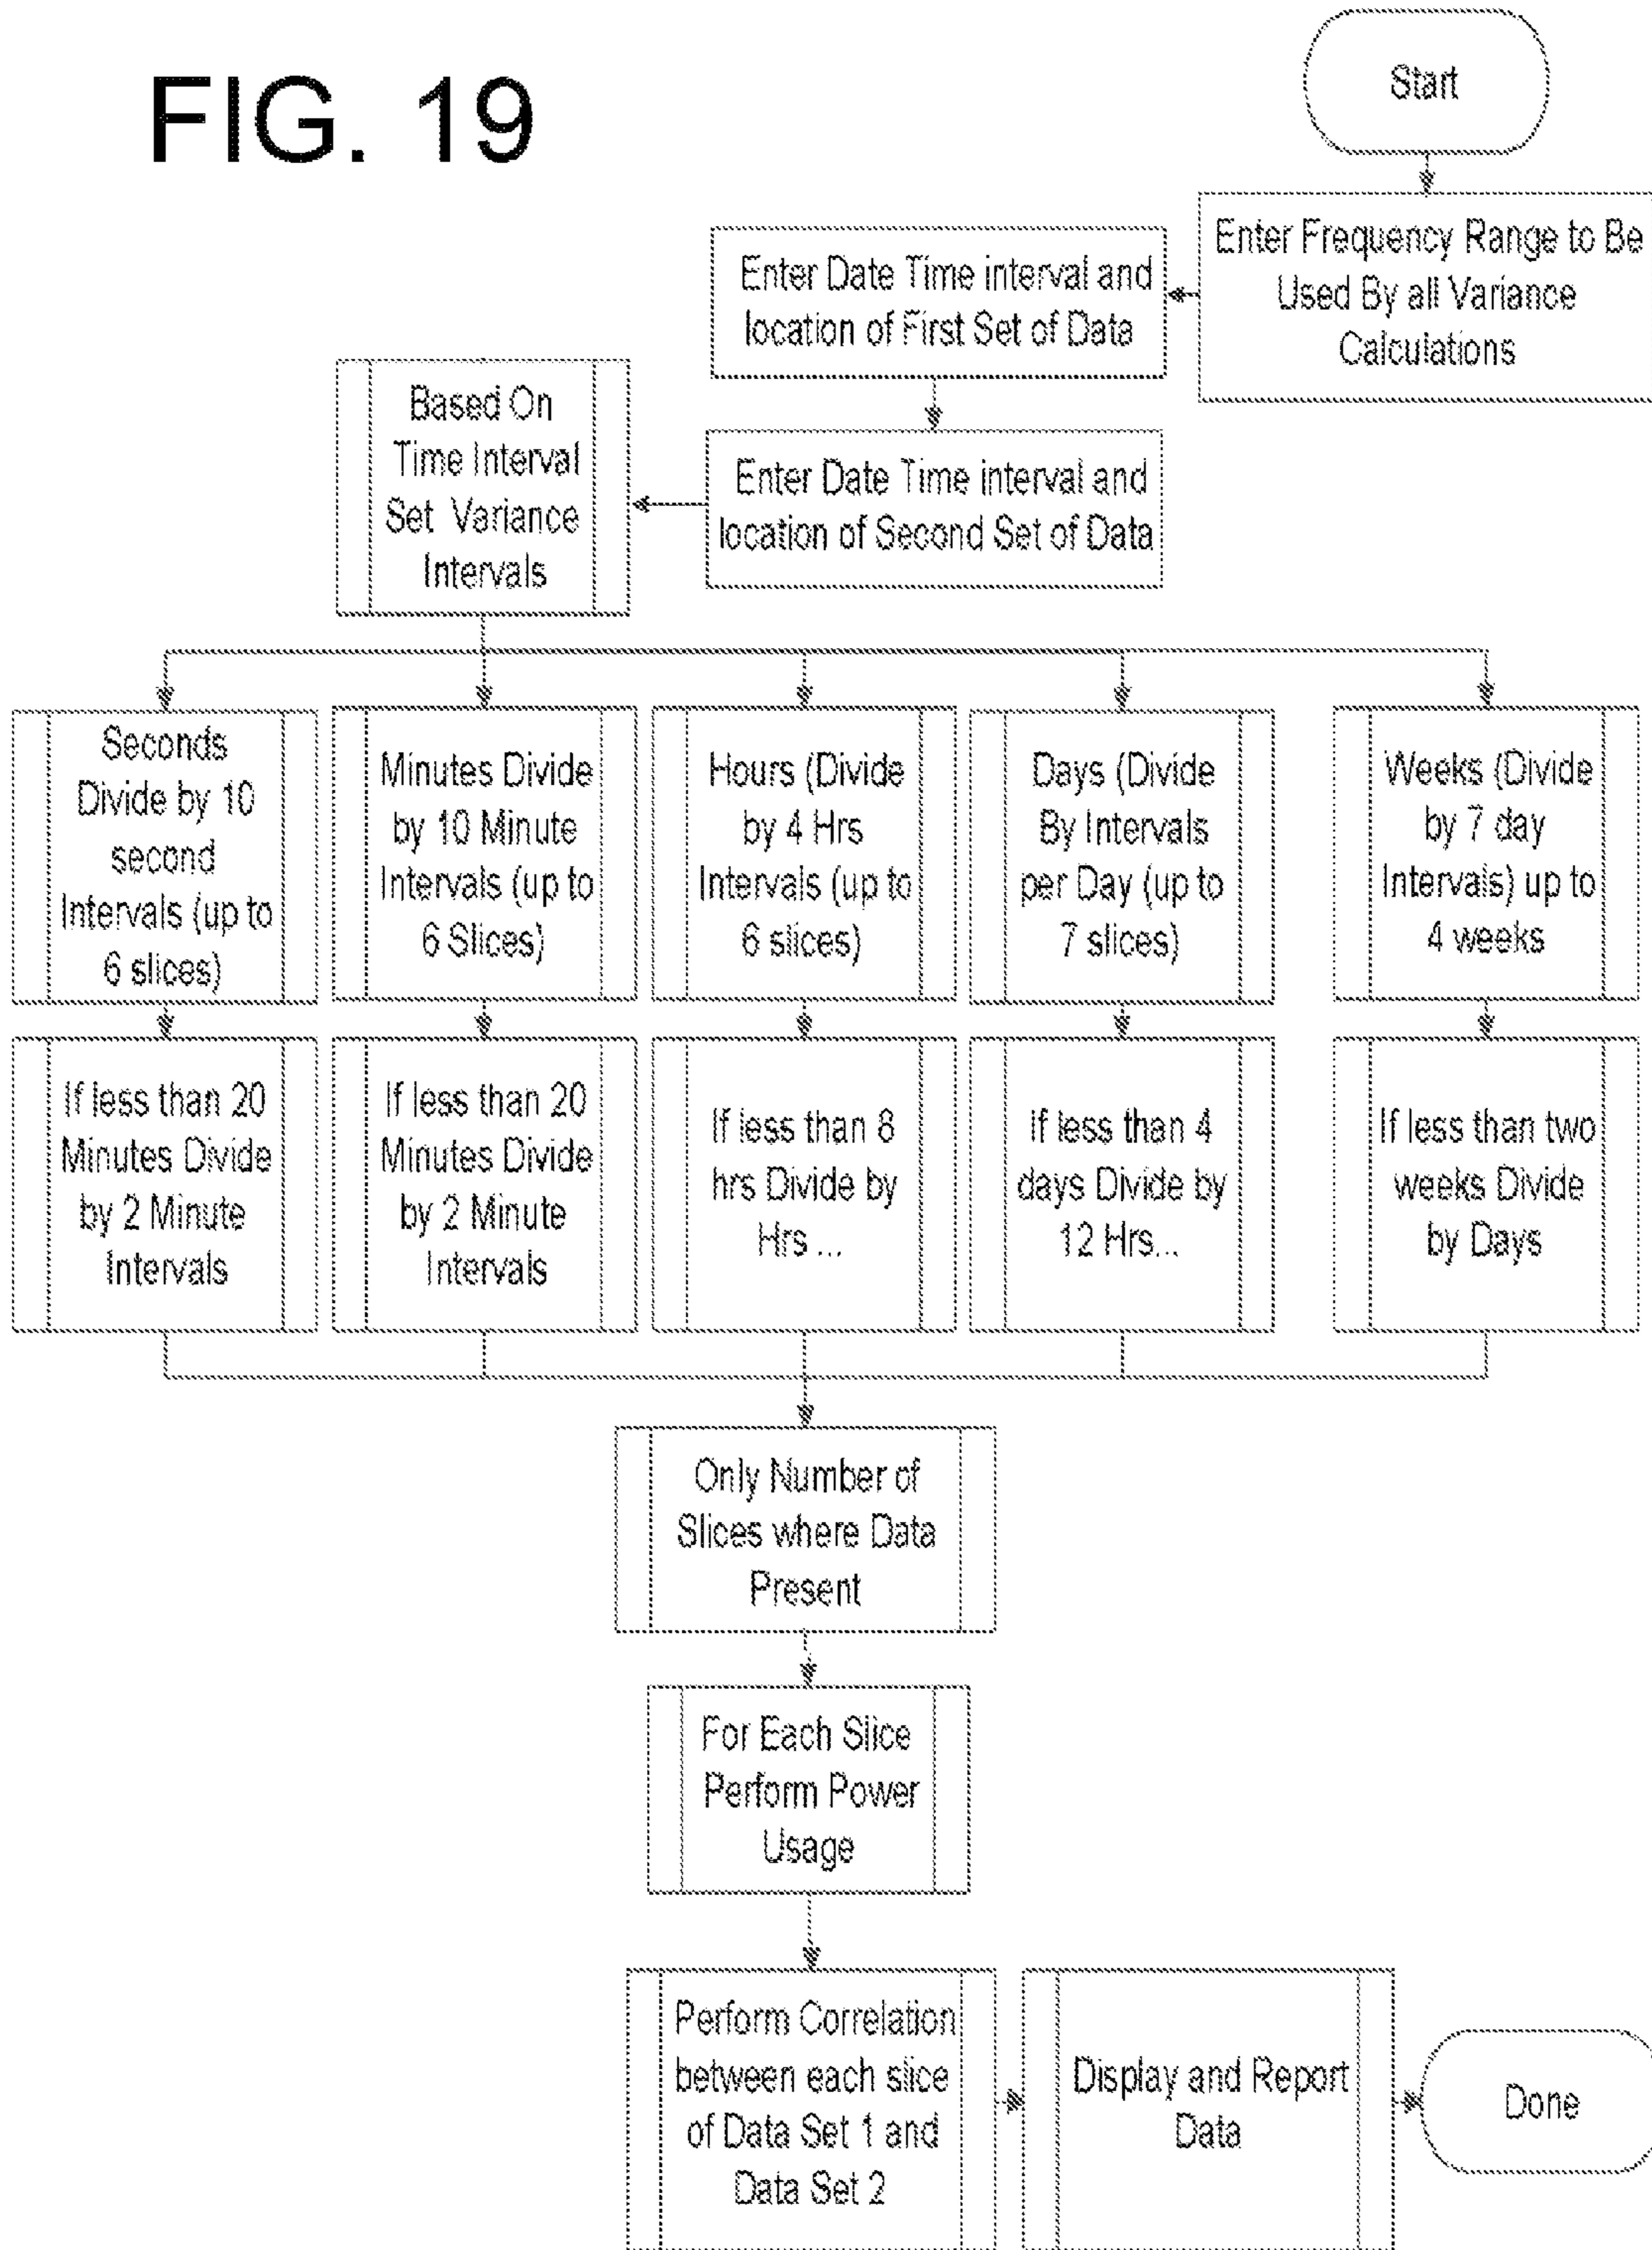 FIG. 19
Start
Enter Frequency Range to Be
Used By all Variance
Calculations
Enter Date Time interval and
location of First Set of Data
Enter Date Time interval and
location of Second Set of Data
Based On
Time Interval
Set Variance
Intervals
Seconds
Divide by 10
second
Intervals (up to
6 slices)
Minutes Divide
by 10 Minute
Intervals (up to
6 Slices)
Hours (Divide
by 4 Hrs
Intervals (up to
6 slices)
Days (Divide
By Intervals
per Day (up to
7 slices)
Weeks (Divide
by 7 day
Intervals) up to
4 weeks
If less than 20
Minutes Divide
by 2 Minute
Intervals
If less than 20
Minutes Divide
by 2 Minute
Intervals
If less than 8
hrs Divide by
Hrs ...
If less than 4
days Divide by
12 Hrs...
If less than two
weeks Divide
by Days
Only Number of
Slices where Data
Present
For Each Slice
Perform Power
Usage
Perform Correlation
between each slice
of Data Set 1 and
Data Set 2
Display and Report
Data
Done